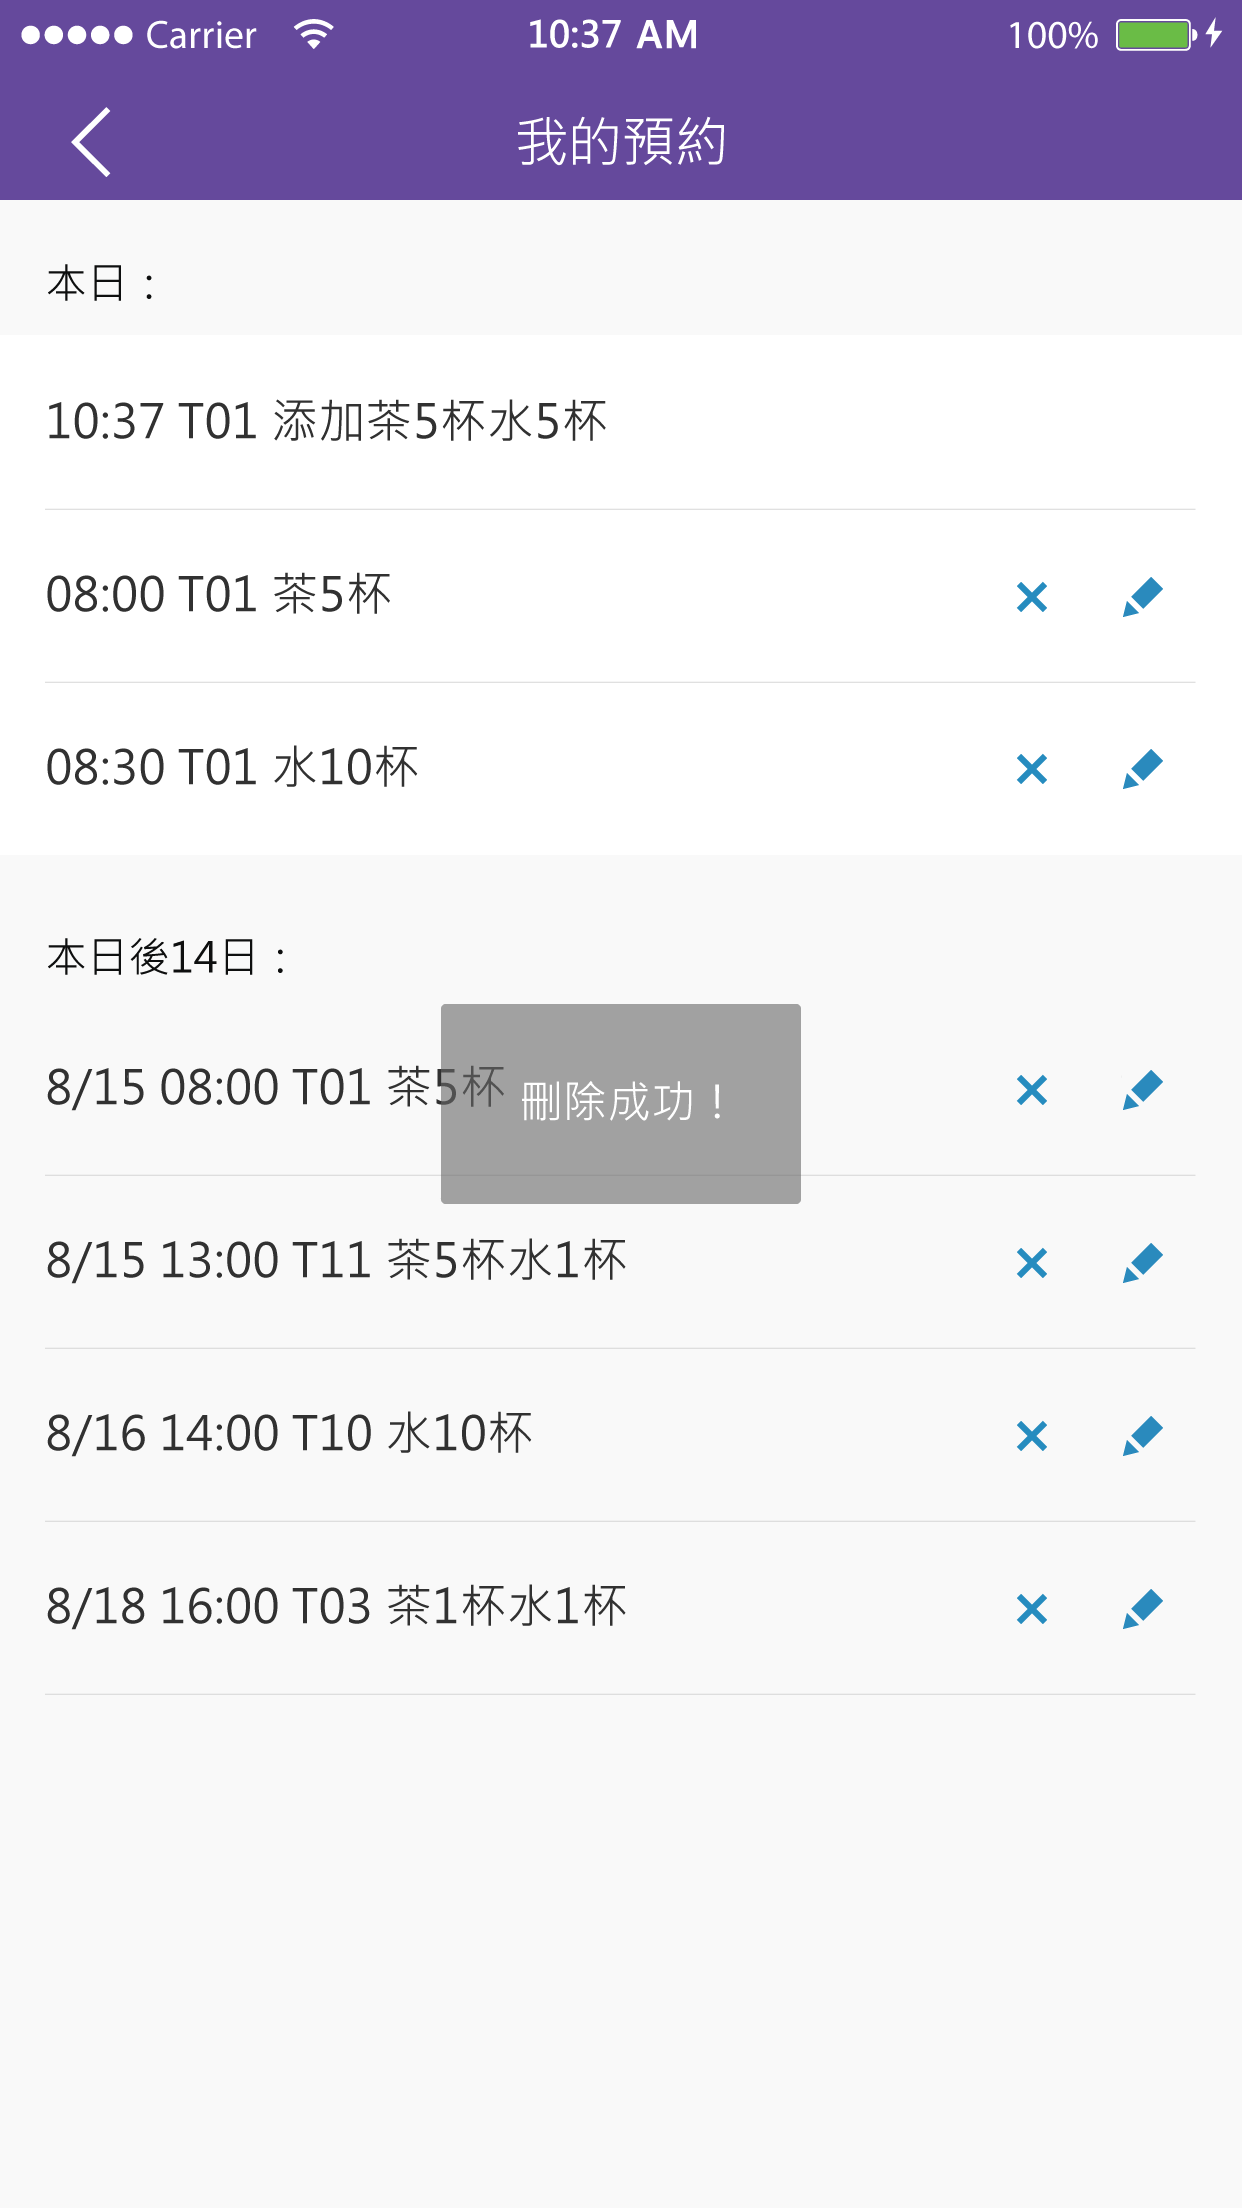 Carrier 10:37 AM 100%
我的預約
本日：
10:37 T01 添加茶5杯水5杯
08:00 T01 茶5杯
08:30 T01 水10杯
本日後14日：
8/15 08:00 T01 茶5杯
刪除成功！
8/15 13:00 T11 茶5杯水1杯
8/16 14:00 T10 水10杯
8/18 16:00 T03 茶1杯水1杯